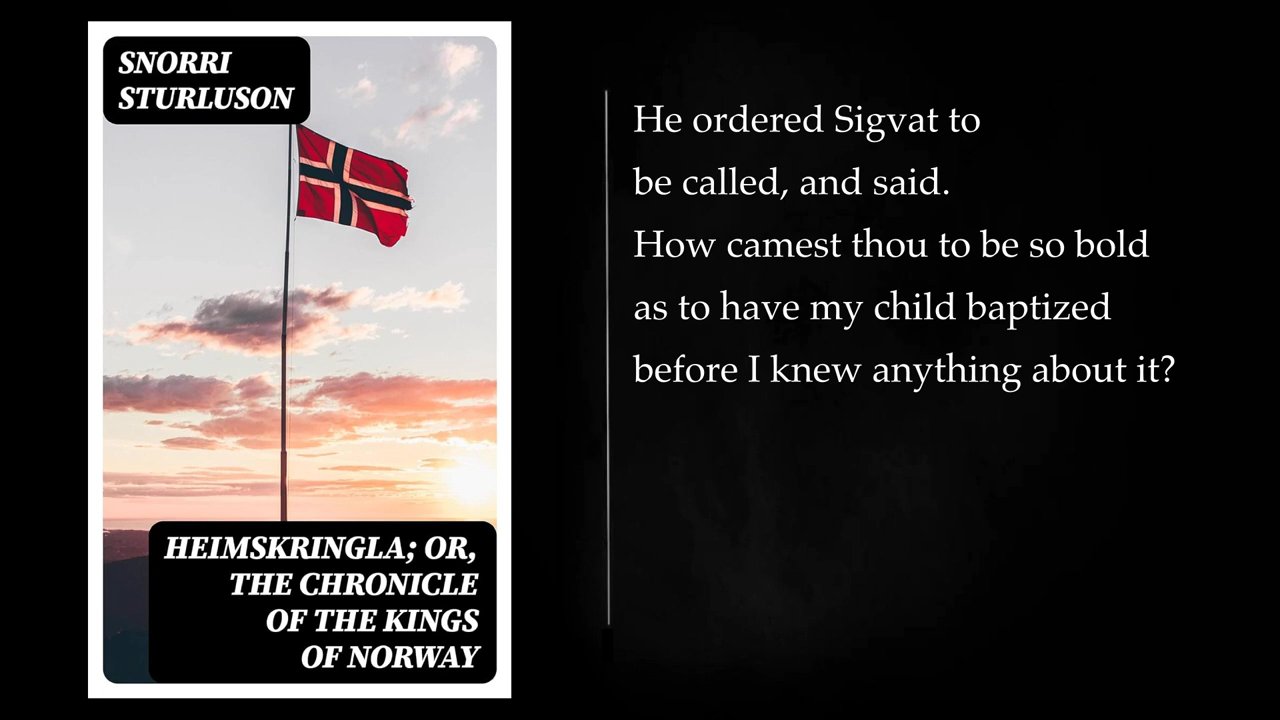 SNORRI
STURLUSON
HEIMSKRINGLA; OR,
THE CHRONICLE
OF THE KINGS
OF NORWAY
He ordered Sigvat to
be called, and said.
How camest thou to be so bold
as to have my child baptized
before I knew anything about it?